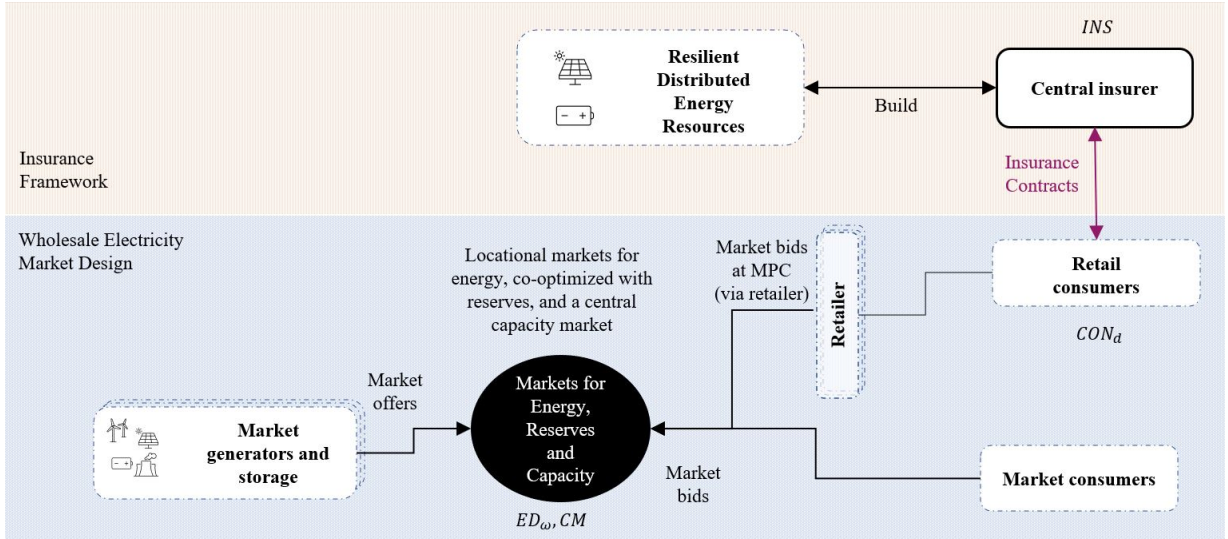 INS
Resilient
Distributed
Energy
Resources
Build
Central insurer
Insurance
Framework
Insurance
Contracts
Wholesale Electricity
Market Design
Locational markets for
energy, co-optimized with
reserves, and a central
capacity market
Market bids
at MPC
(via retailer)
Retailer
Retail
consumers
CON_d
Market
offers
Markets for
Energy,
Reserves
and
Capacity
Market
generators and
storage
Market
bids
Market consumers
ED_ω, CM